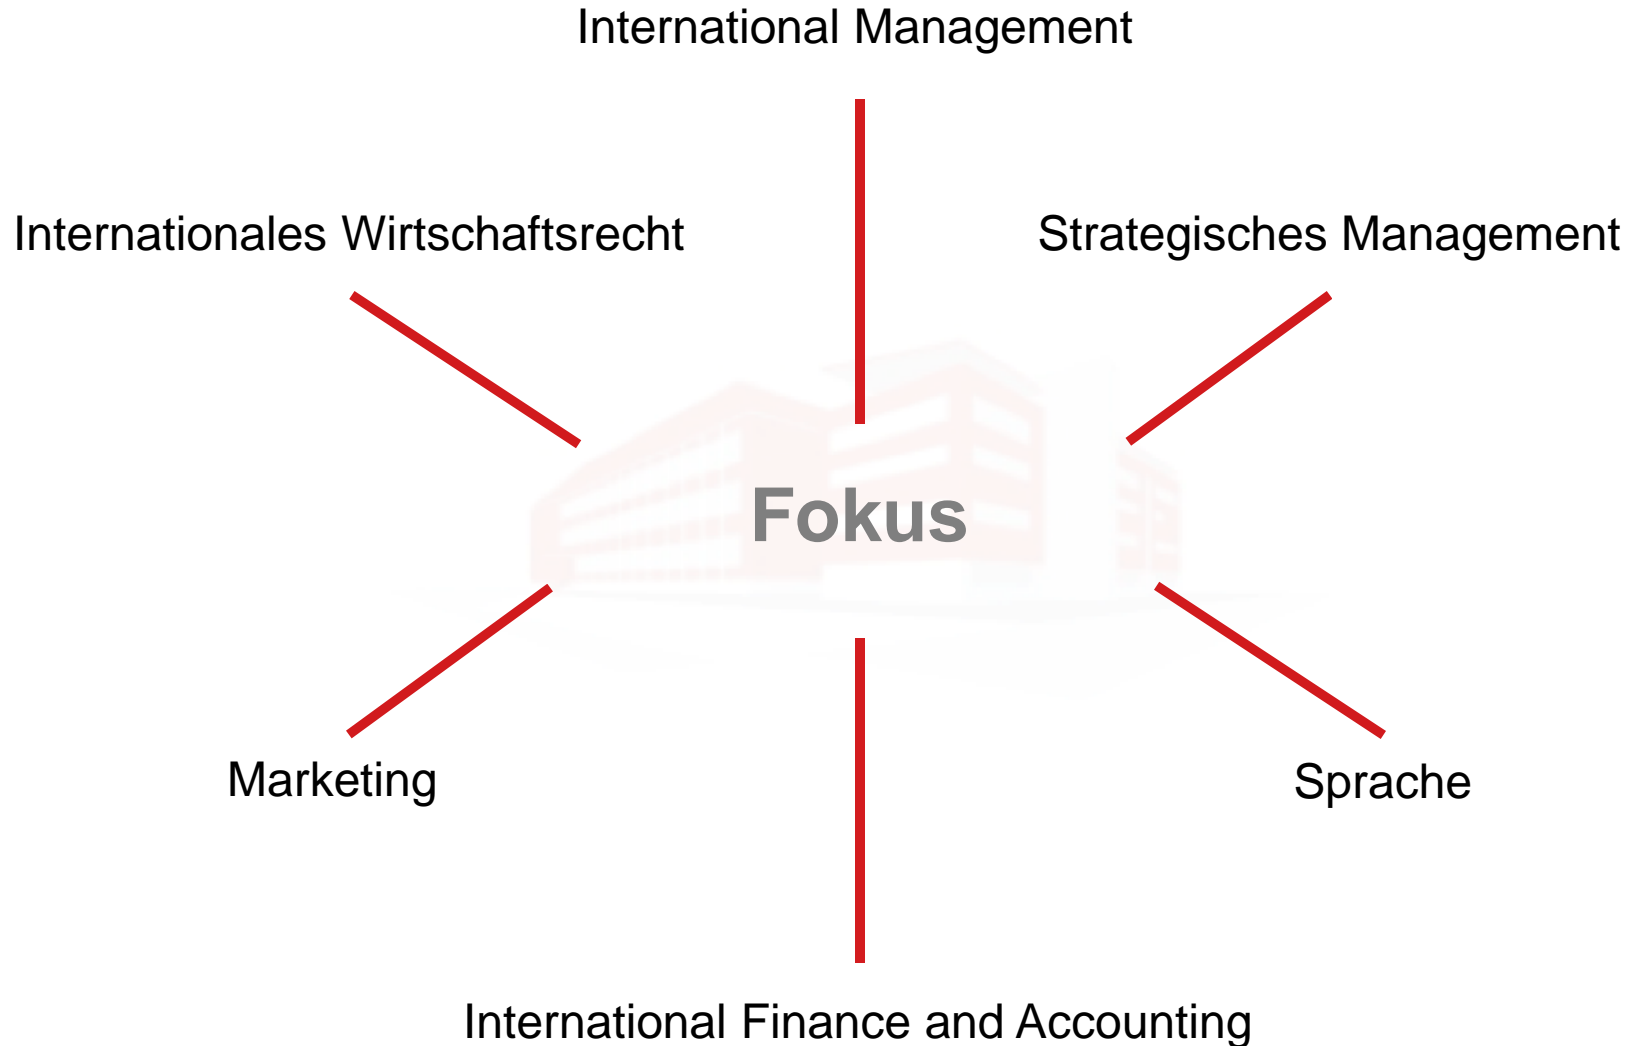 International Management
Internationales Wirtschaftsrecht
Strategisches Management
Fokus
Marketing
Sprache
International Finance and Accounting